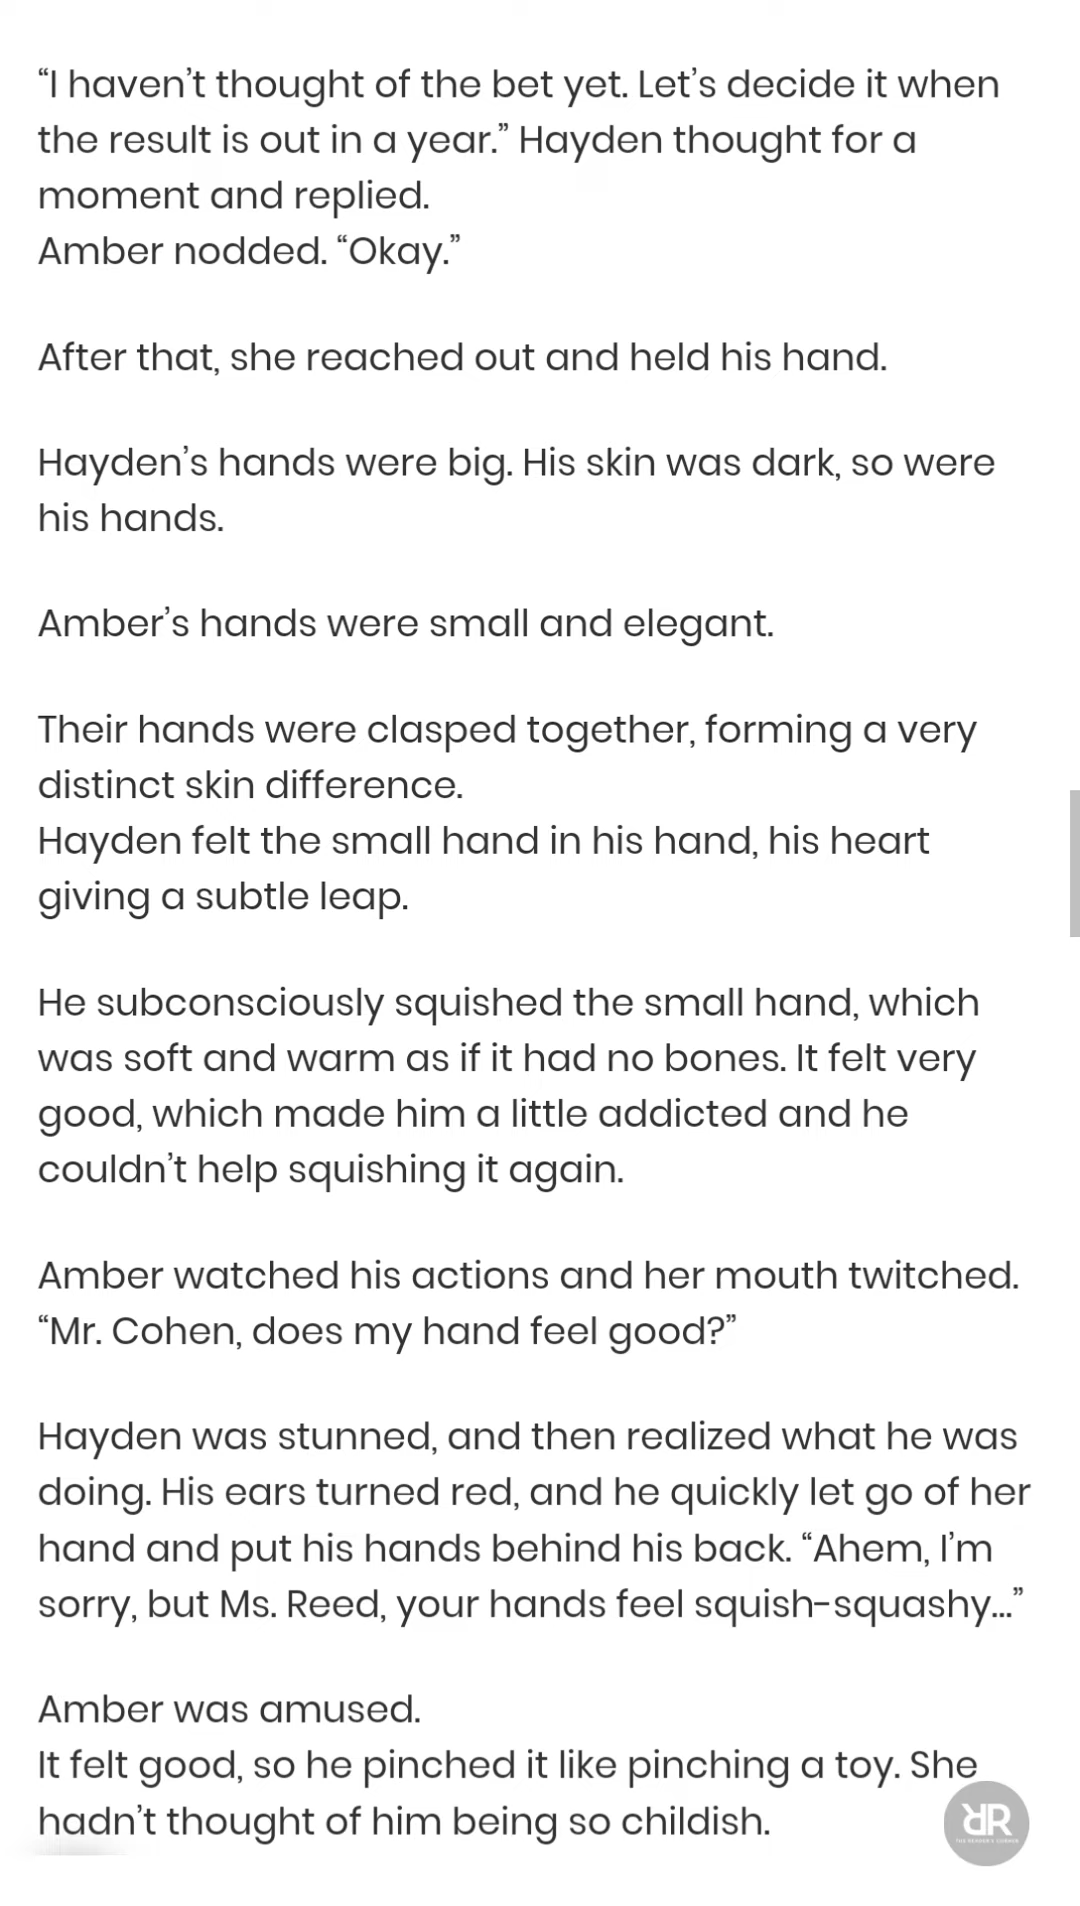 “I haven’t thought of the bet yet. Let’s decide it when
the result is out in a year.” Hayden thought for a
moment and replied.
Amber nodded. “Okay.”
After that, she reached out and held his hand.
Hayden’s hands were big. His skin was dark, so were
his hands.
Amber’s hands were small and elegant.
Their hands were clasped together, forming a very
distinct skin difference.
Hayden felt the small hand in his hand, his heart
giving a subtle leap.
He subconsciously squished the small hand, which
was soft and warm as if it had no bones. It felt very
good, which made him a little addicted and he
couldn’t help squishing it again.
Amber watched his actions and her mouth twitched.
“Mr. Cohen, does my hand feel good?”
Hayden was stunned, and then realized what he was
doing. His ears turned red, and he quickly let go of her
hand and put his hands behind his back. “Ahem, I’m
sorry, but Ms. Reed, your hands feel squish-squashy...”
Amber was amused.
It felt good, so he pinched it like pinching a toy. She
hadn’t thought of him being so childish.
RR
THE READER'S CORNER